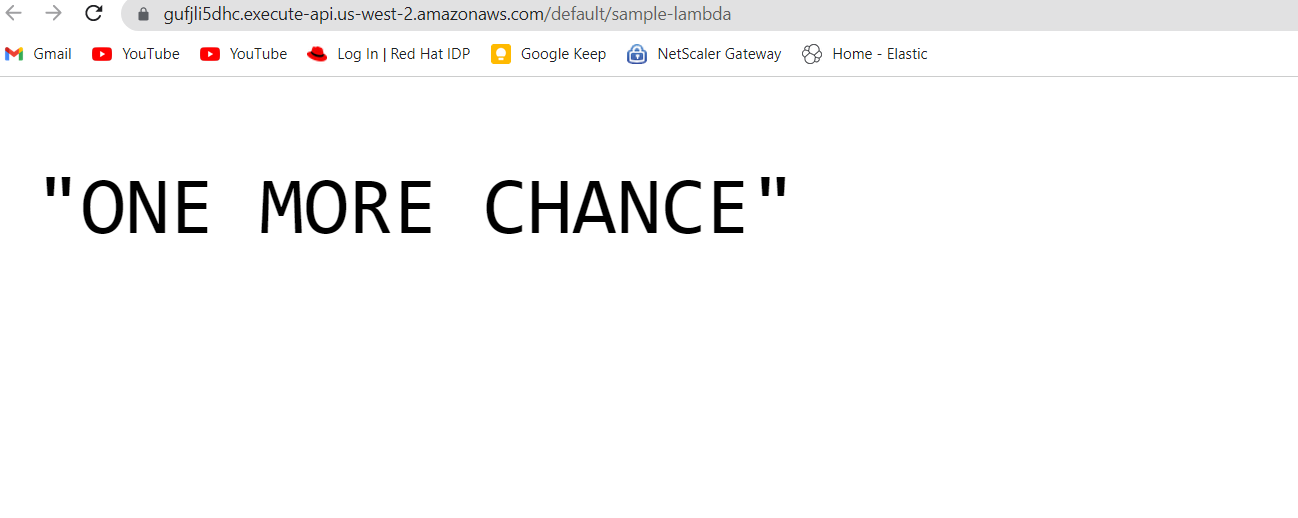 gufjli5dhc.execute-api.us-west-2.amazonaws.com/default/sample-lambda
Gmail YouTube YouTube Log In | Red Hat IDP Google Keep NetScaler Gateway Home - Elastic
"ONE MORE CHANCE"